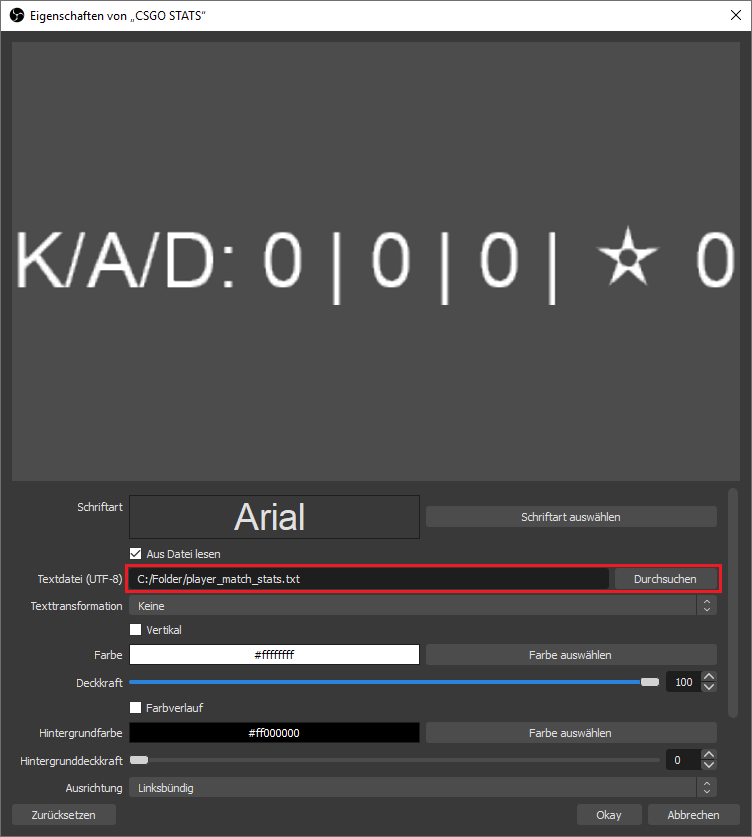 Eigenschaften von „CSGO STATS“
K/A/D: 0 | 0 | 0 | ✯ 0
Schriftart Arial Schriftart auswählen
Aus Datei lesen
Textdatei (UTF-8) C:/Folder/player_match_stats.txt Durchsuchen
Texttransformation Keine
Vertikal
Farbe #ffffffff Farbe auswählen
Deckkraft 100
Farbverlauf
Hintergrundfarbe #ff000000 Farbe auswählen
Hintergrunddeckkraft 0
Ausrichtung Linksbündig
Zurücksetzen Okay Abbrechen